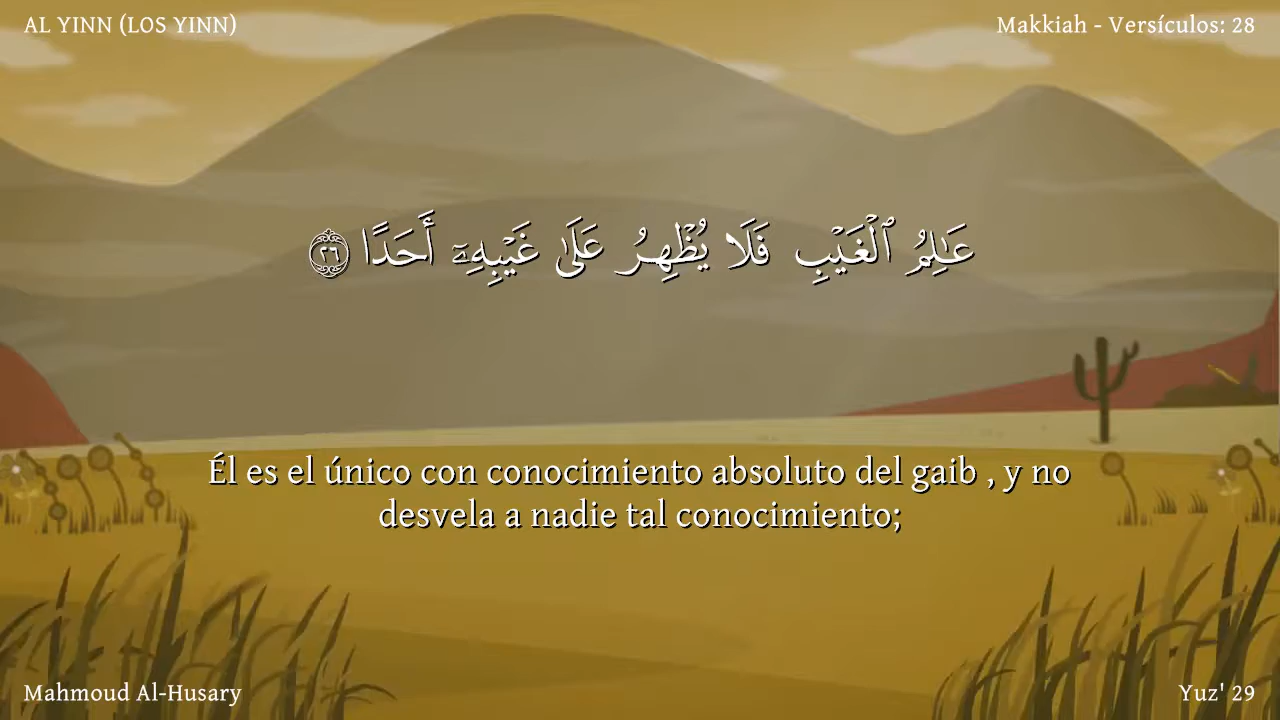 AL YINN (LOS YINN)
Makkiah - Versículos: 28
عَٰلِمُ ٱلْغَيْبِ فَلَا يُظْهِرُ عَلَىٰ غَيْبِهِۦٓ أَحَدًا ٢٦
Él es el único con conocimiento absoluto del gaib , y no
desvela a nadie tal conocimiento;
Mahmoud Al-Husary
Yuz' 29